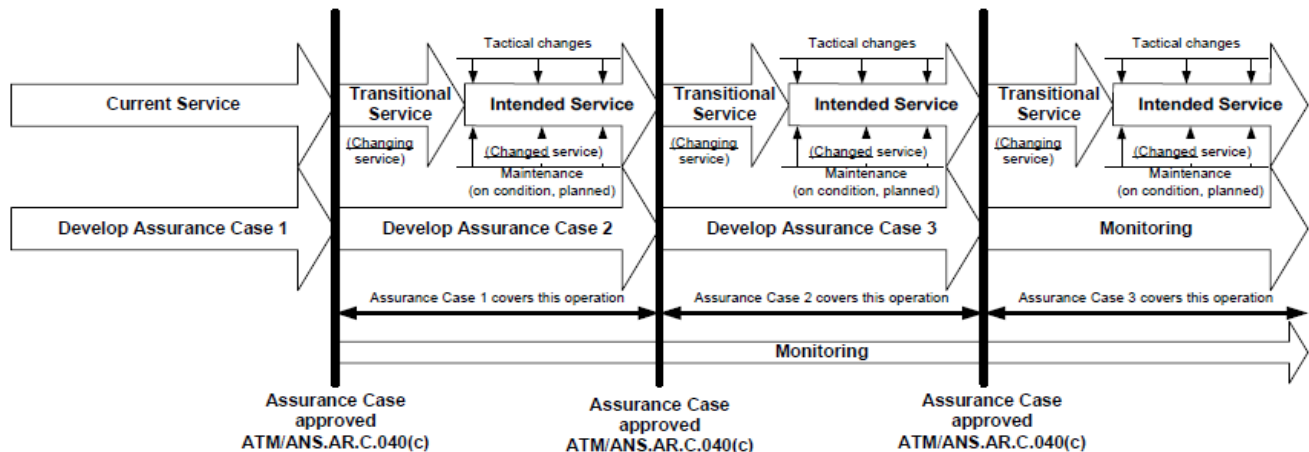 Tactical changes
Tactical changes
Tactical changes
Current Service
Transitional
Service
Intended Service
Transitional
Service
Intended Service
Transitional
Service
Intended Service
(Changing
service)
(Changed service)
(Changing
service)
(Changed service)
(Changing
service)
(Changed service)
Maintenance
(on condition, planned)
Maintenance
(on condition, planned)
Maintenance
(on condition, planned)
Develop Assurance Case 1
Develop Assurance Case 2
Develop Assurance Case 3
Monitoring
Assurance Case 1 covers this operation
Assurance Case 2 covers this operation
Assurance Case 3 covers this operation
Monitoring
Assurance Case
approved
ATM/ANS.AR.C.040(c)
Assurance Case
approved
ATM/ANS.AR.C.040(c)
Assurance Case
approved
ATM/ANS.AR.C.040(c)